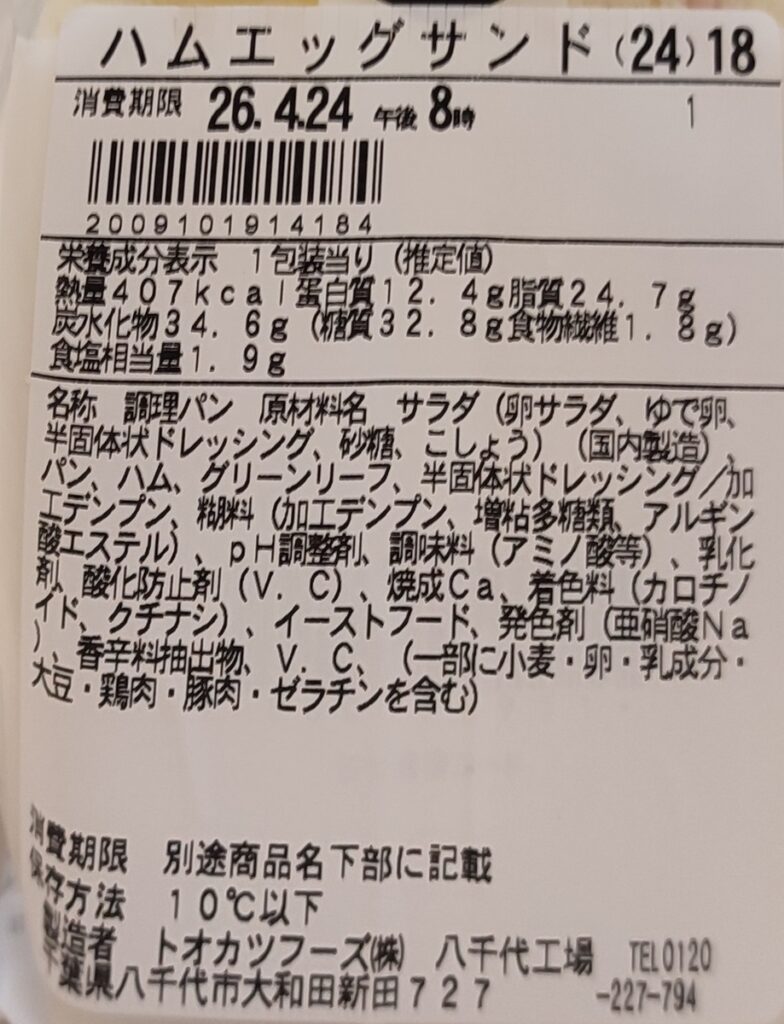 ハムエッグサンド(24)18
消費期限 26.4.24 午後8時 1
2009101914184
栄養成分表示 1包装当り(推定値)
熱量407kcal蛋白質12.4g脂質24.7g
炭水化物34.6g(糖質32.8g食物繊維1.8g)
食塩相当量1.9g
名称 調理パン 原材料名 サラダ(卵サラダ、ゆで卵、
半固体状ドレッシング、砂糖、こしょう)(国内製造)、
パン、ハム、グリーンリーフ、半固体状ドレッシング/加
工デンプン、糊料(加工デンプン、増粘多糖類、アルギン
酸エステル)、pH調整剤、調味料(アミノ酸等)、乳化
剤、酸化防止剤(V.C)、焼成Ca、着色料(カロチノ
イド、クチナシ)、イーストフード、発色剤(亜硝酸Na
)、香辛料抽出物、V.C、(一部に小麦・卵・乳成分・
大豆・鶏肉・豚肉・ゼラチンを含む)
消費期限 別途商品名下部に記載
保存方法 10℃以下
製造者 トオカツフーズ㈱ 八千代工場 TEL0120
千葉県八千代市大和田新田727 -227-794